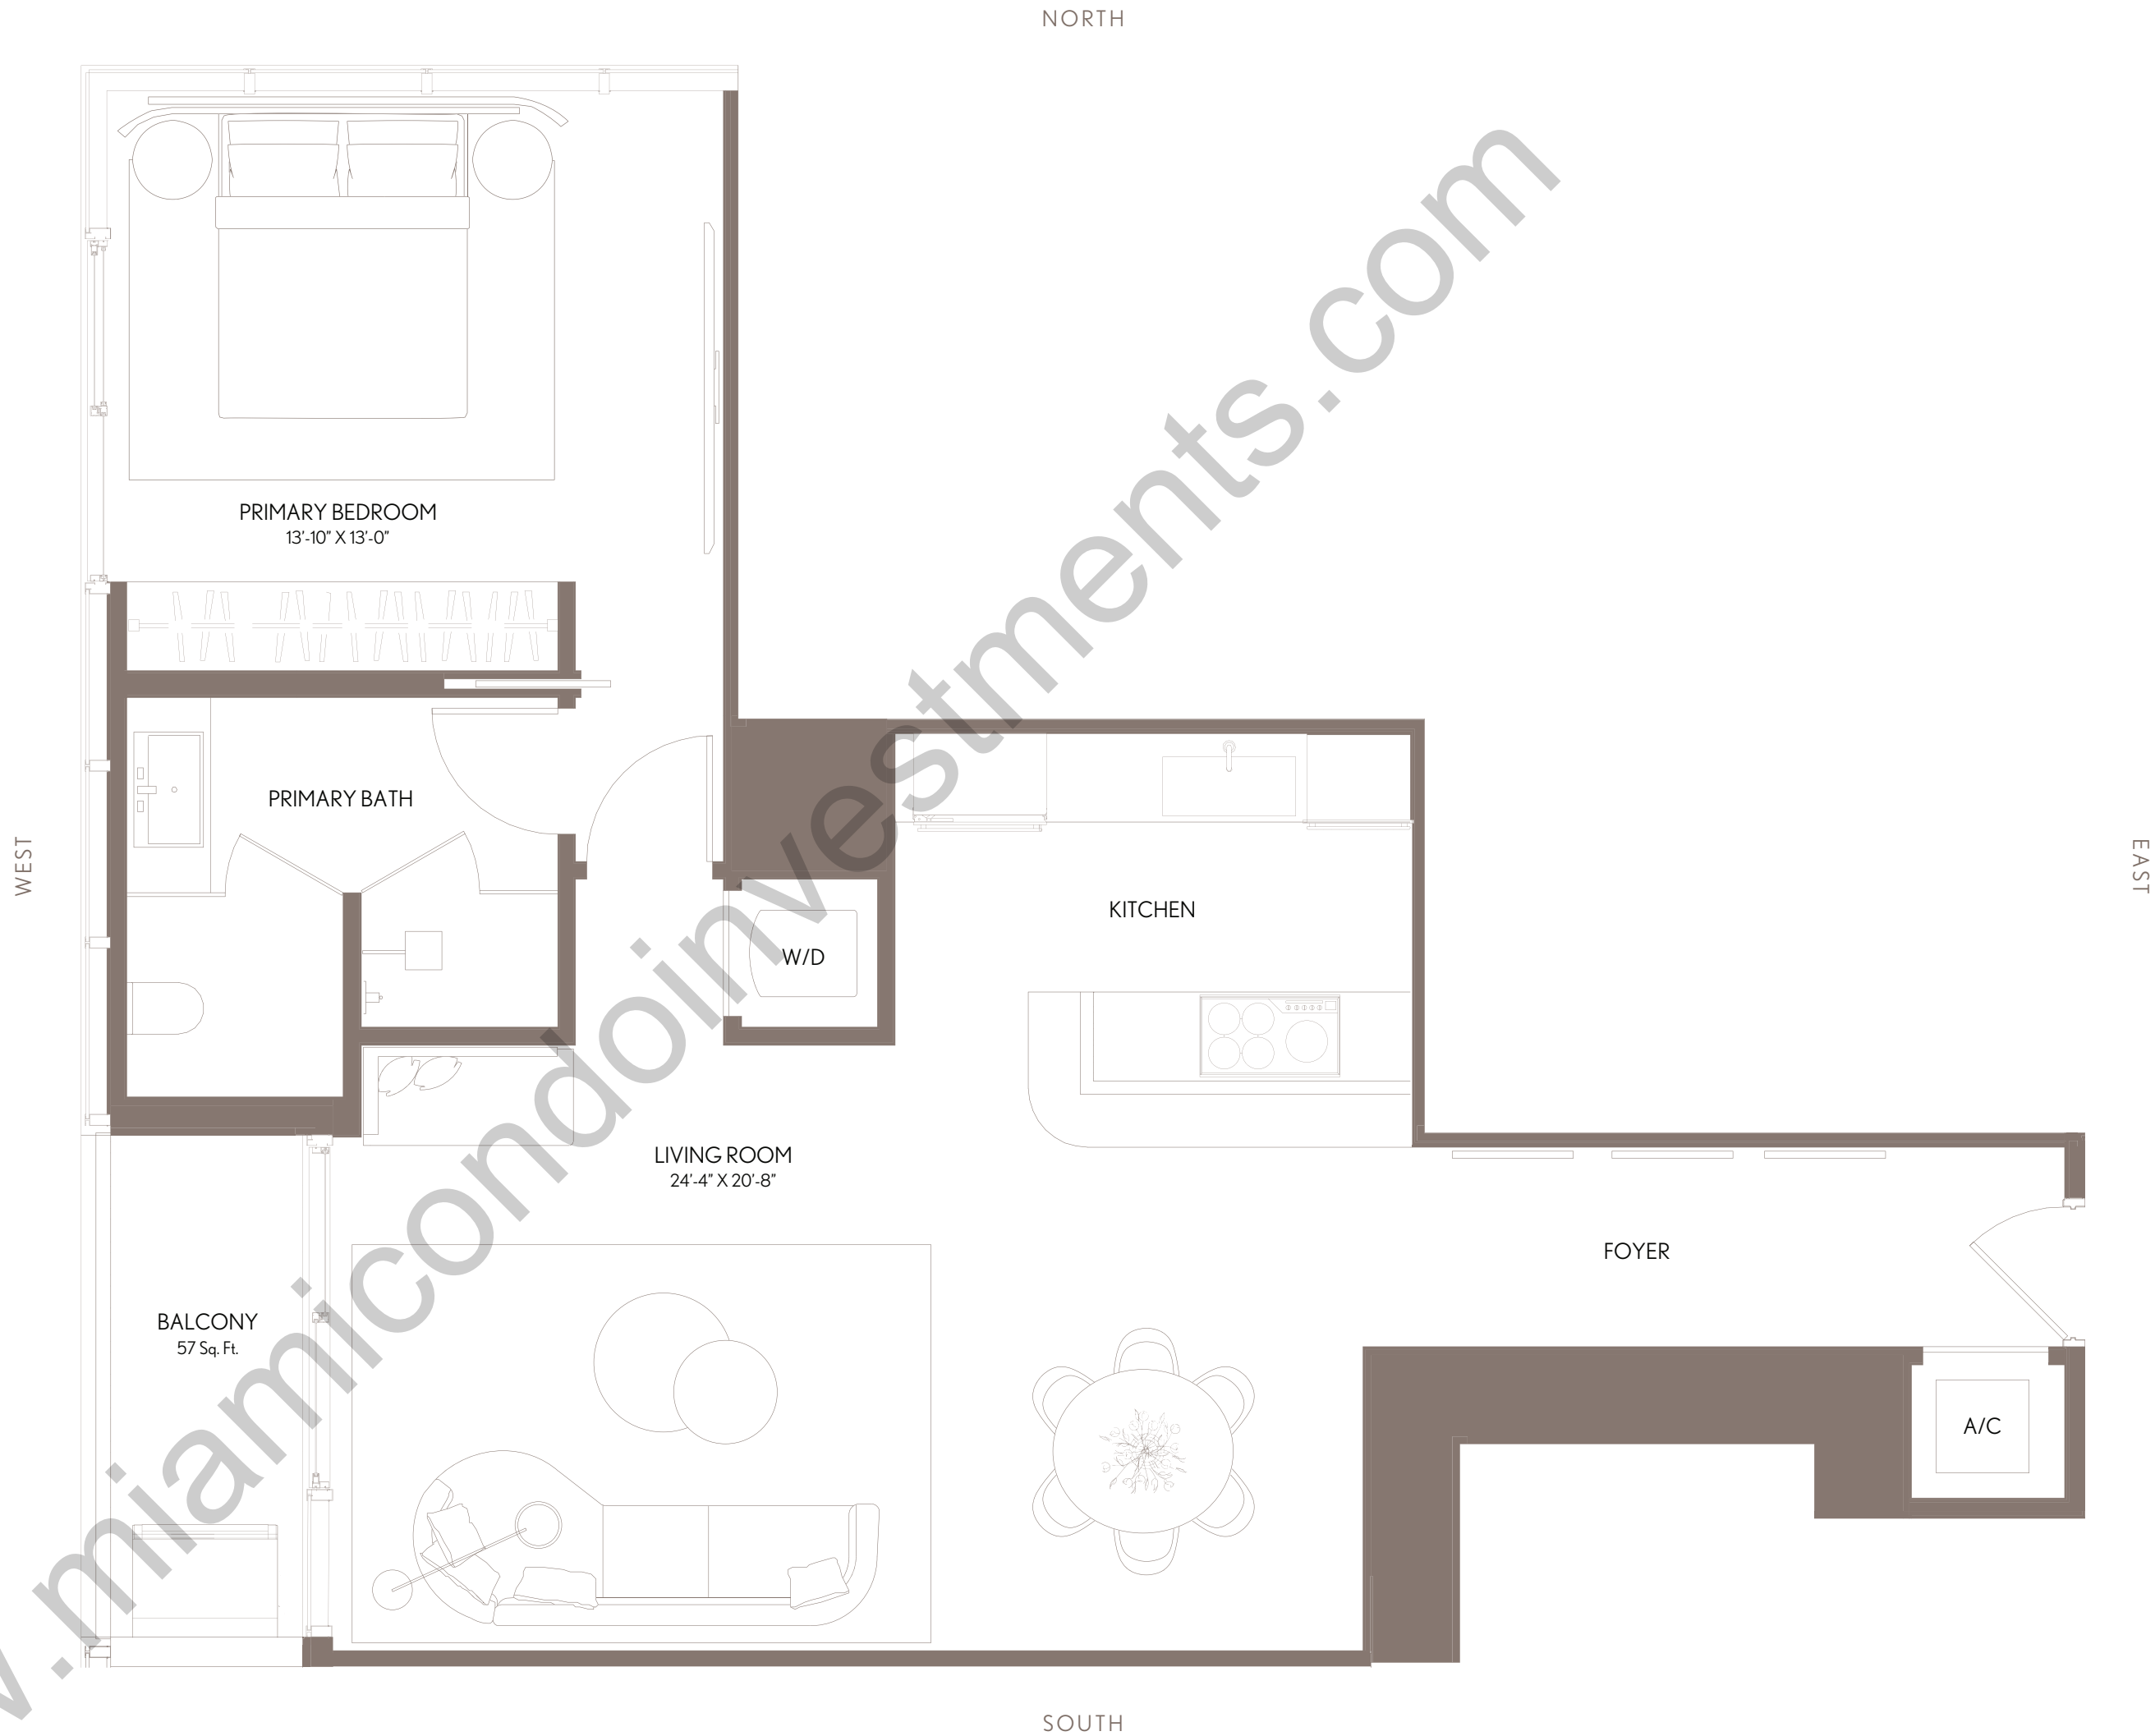 NORTH
PRIMARY BEDROOM
13'-10" X 13'-0"
PRIMARY BATH
WEST
EAST
KITCHEN
W/D
LIVING ROOM
24'-4" X 20'-8"
FOYER
BALCONY
57 Sq. Ft.
A/C
SOUTH
.miamicondoinvestments.com